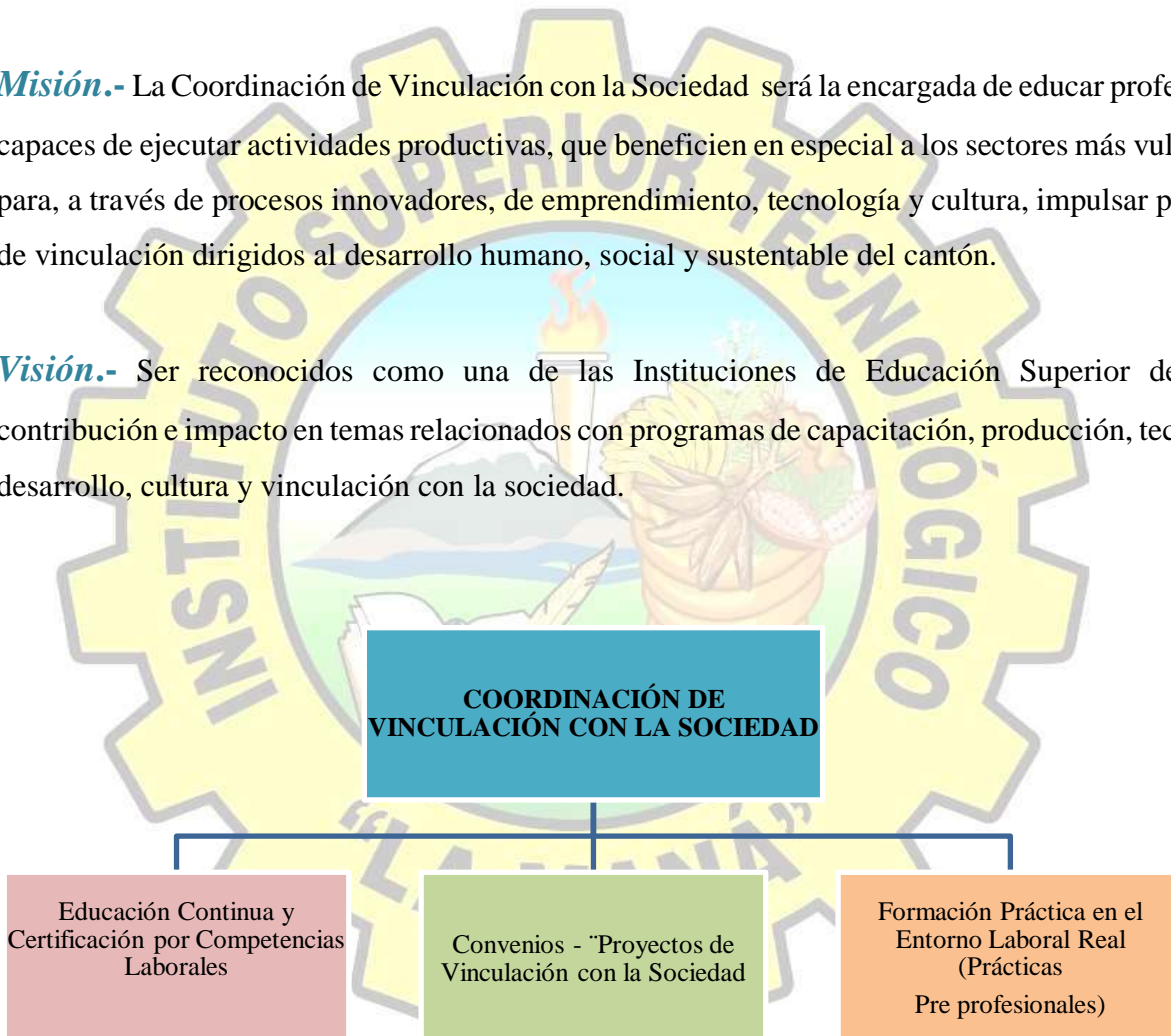 Misión.- La Coordinación de Vinculación con la Sociedad será la encargada de educar profe
capaces de ejecutar actividades productivas, que beneficien en especial a los sectores más vul
para, a través de procesos innovadores, de emprendimiento, tecnología y cultura, impulsar p
de vinculación dirigidos al desarrollo humano, social y sustentable del cantón.
Visión.- Ser reconocidos como una de las Instituciones de Educación Superior de
contribución e impacto en temas relacionados con programas de capacitación, producción, tec
desarrollo, cultura y vinculación con la sociedad.
INSTITUTO SUPERIOR TECNOLÓGICO
"LA MANÁ"
COORDINACIÓN DE
VINCULACIÓN CON LA SOCIEDAD
Educación Continua y
Certificación por Competencias
Laborales
Convenios - ¨Proyectos de
Vinculación con la Sociedad
Formación Práctica en el
Entorno Laboral Real
(Prácticas
Pre profesionales)